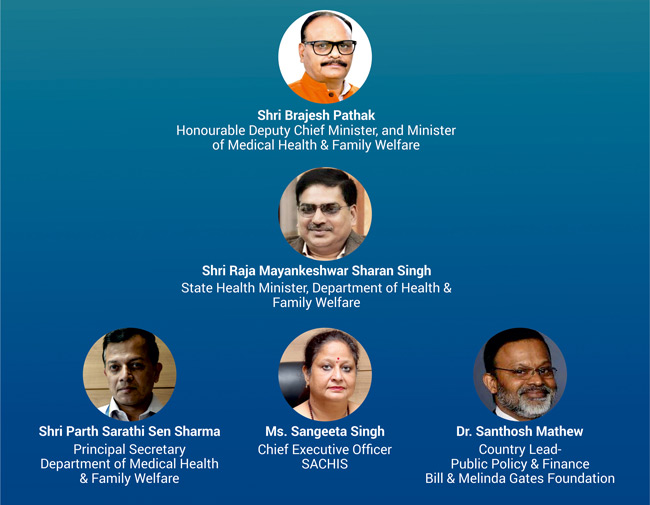 Shri Brajesh Pathak
Honourable Deputy Chief Minister, and Minister
of Medical Health & Family Welfare
Shri Raja Mayankeshwar Sharan Singh
State Health Minister, Department of Health &
Family Welfare
Shri Parth Sarathi Sen Sharma
Principal Secretary
Department of Medical Health
& Family Welfare
Ms. Sangeeta Singh
Chief Executive Officer
SACHIS
Dr. Santhosh Mathew
Country Lead-
Public Policy & Finance
Bill & Melinda Gates Foundation